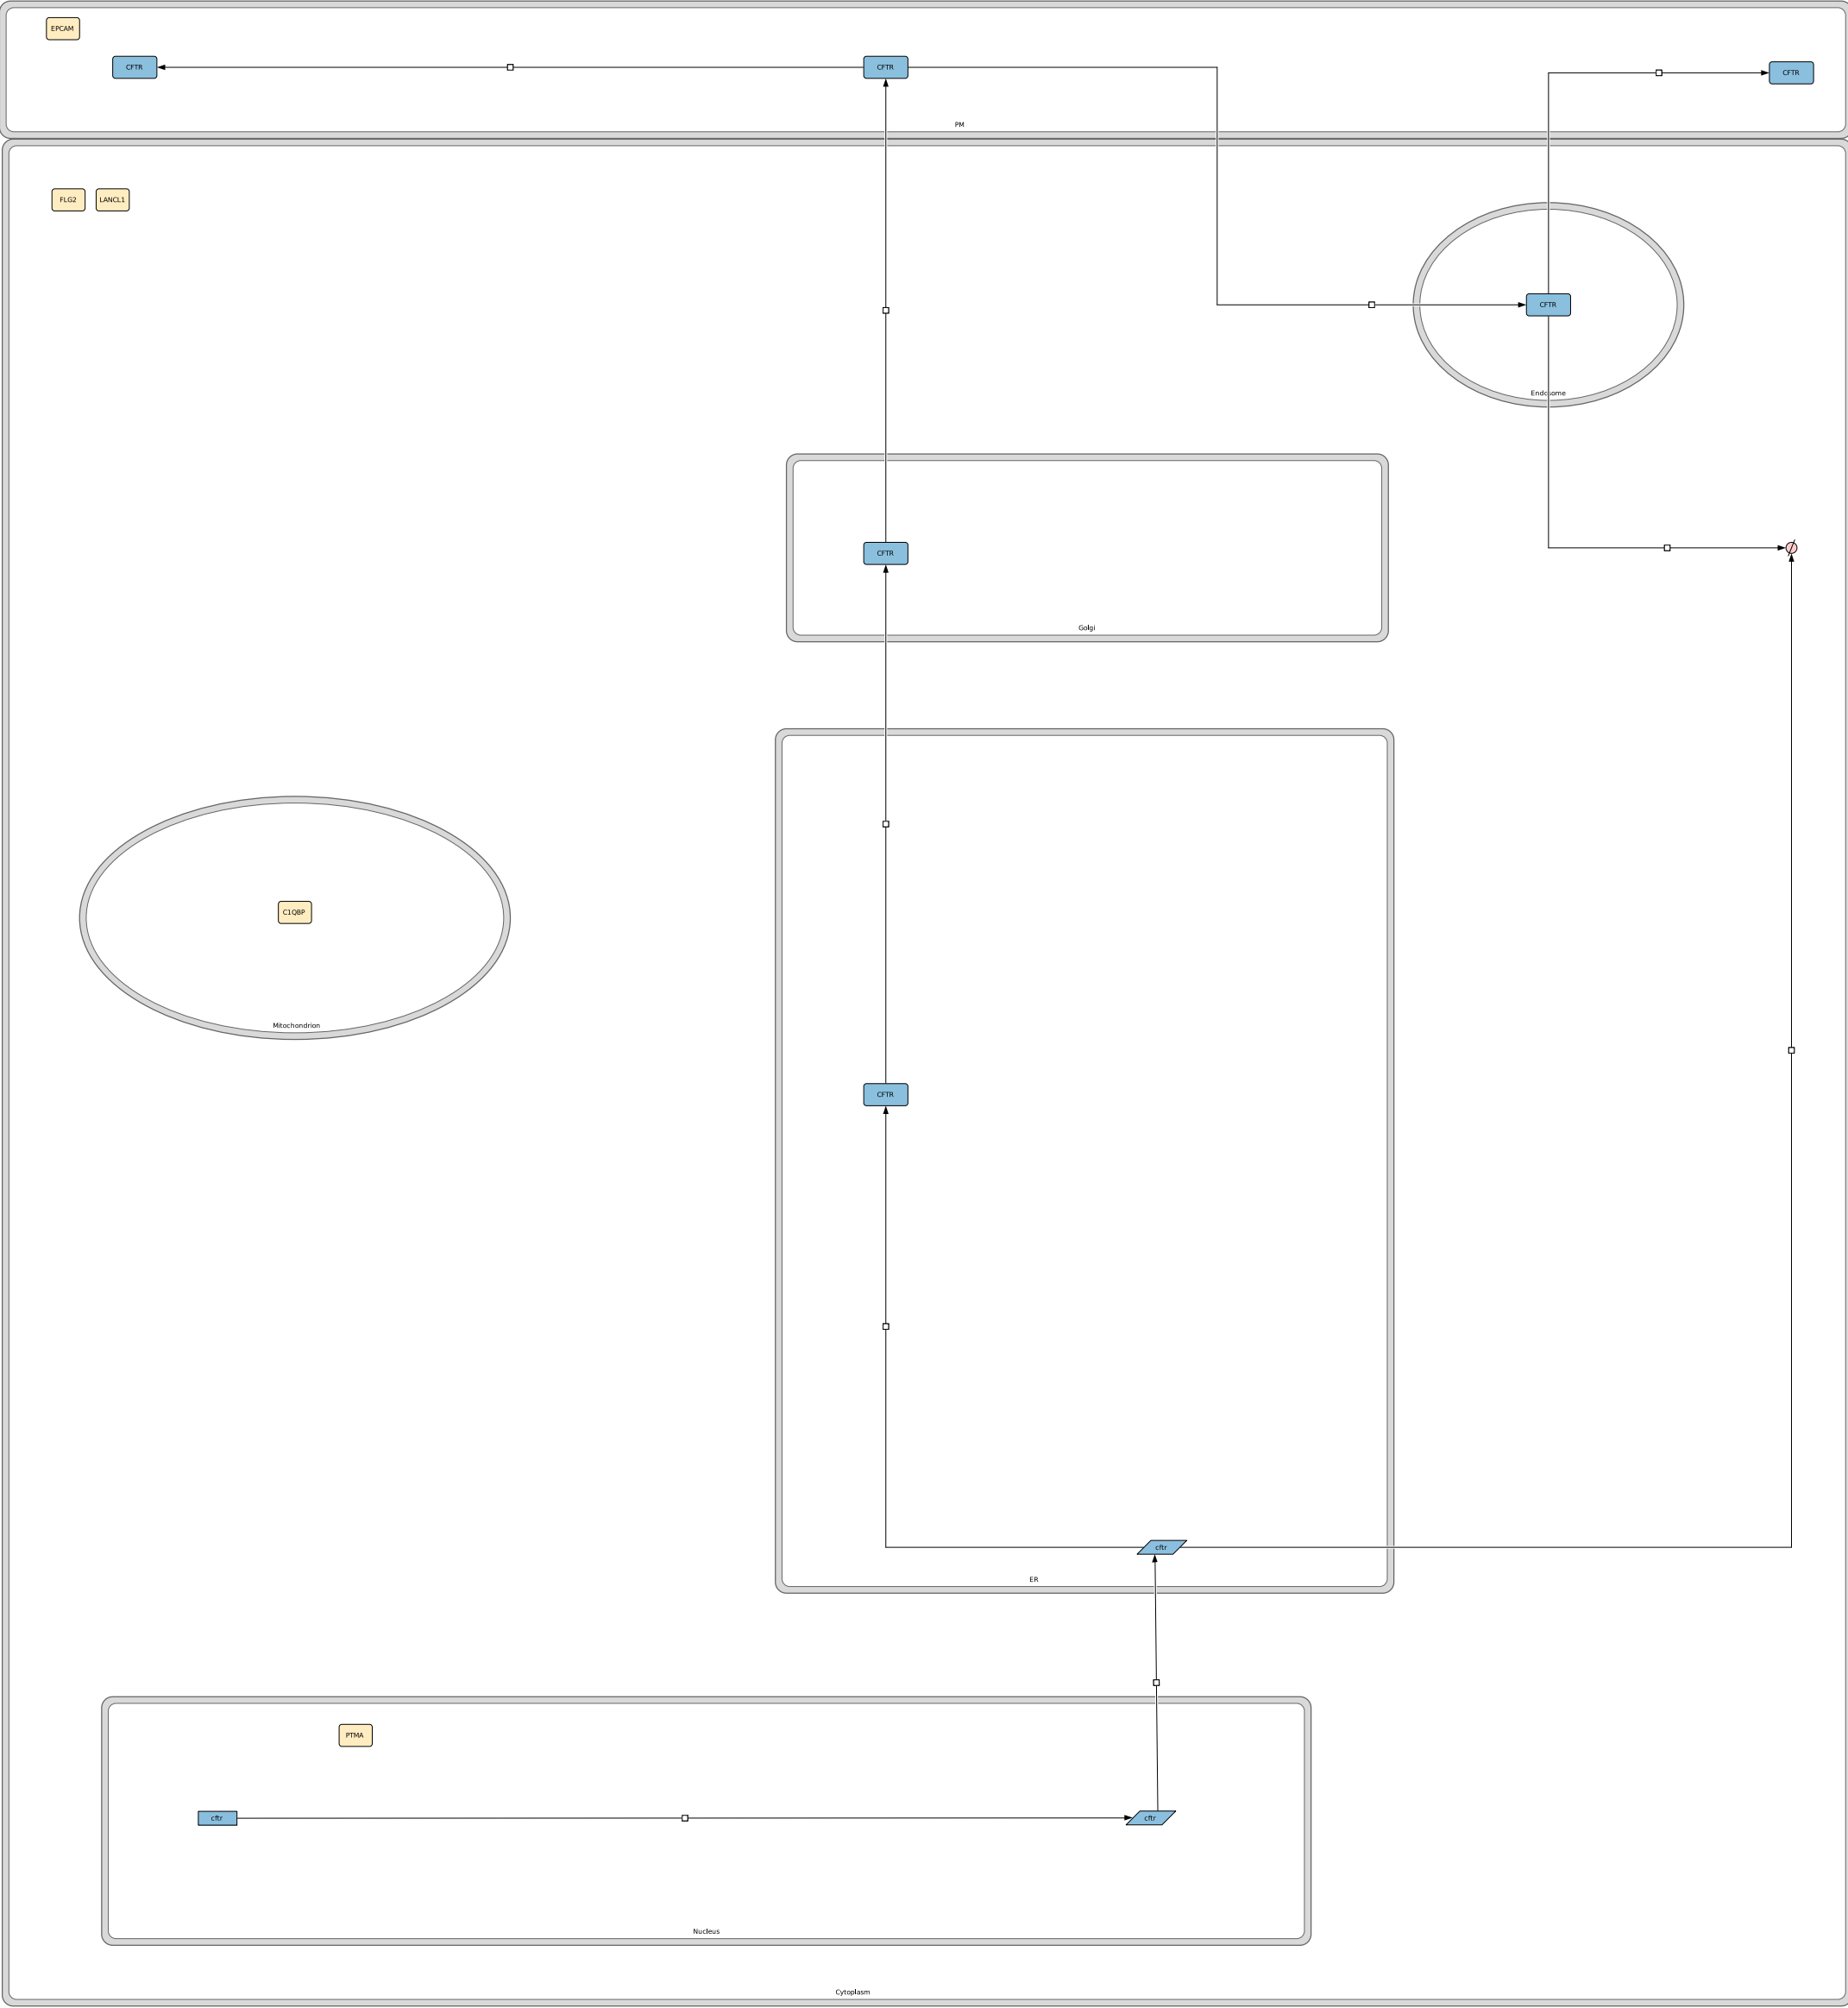 EPCAM
CFTR
CFTR
CFTR
PM
FLG2
LANCL1
CFTR
Endosome
CFTR
Golgi
C1QBP
Mitochondrion
CFTR
cftr
ER
PTMA
cftr
cftr
Nucleus
Cytoplasm